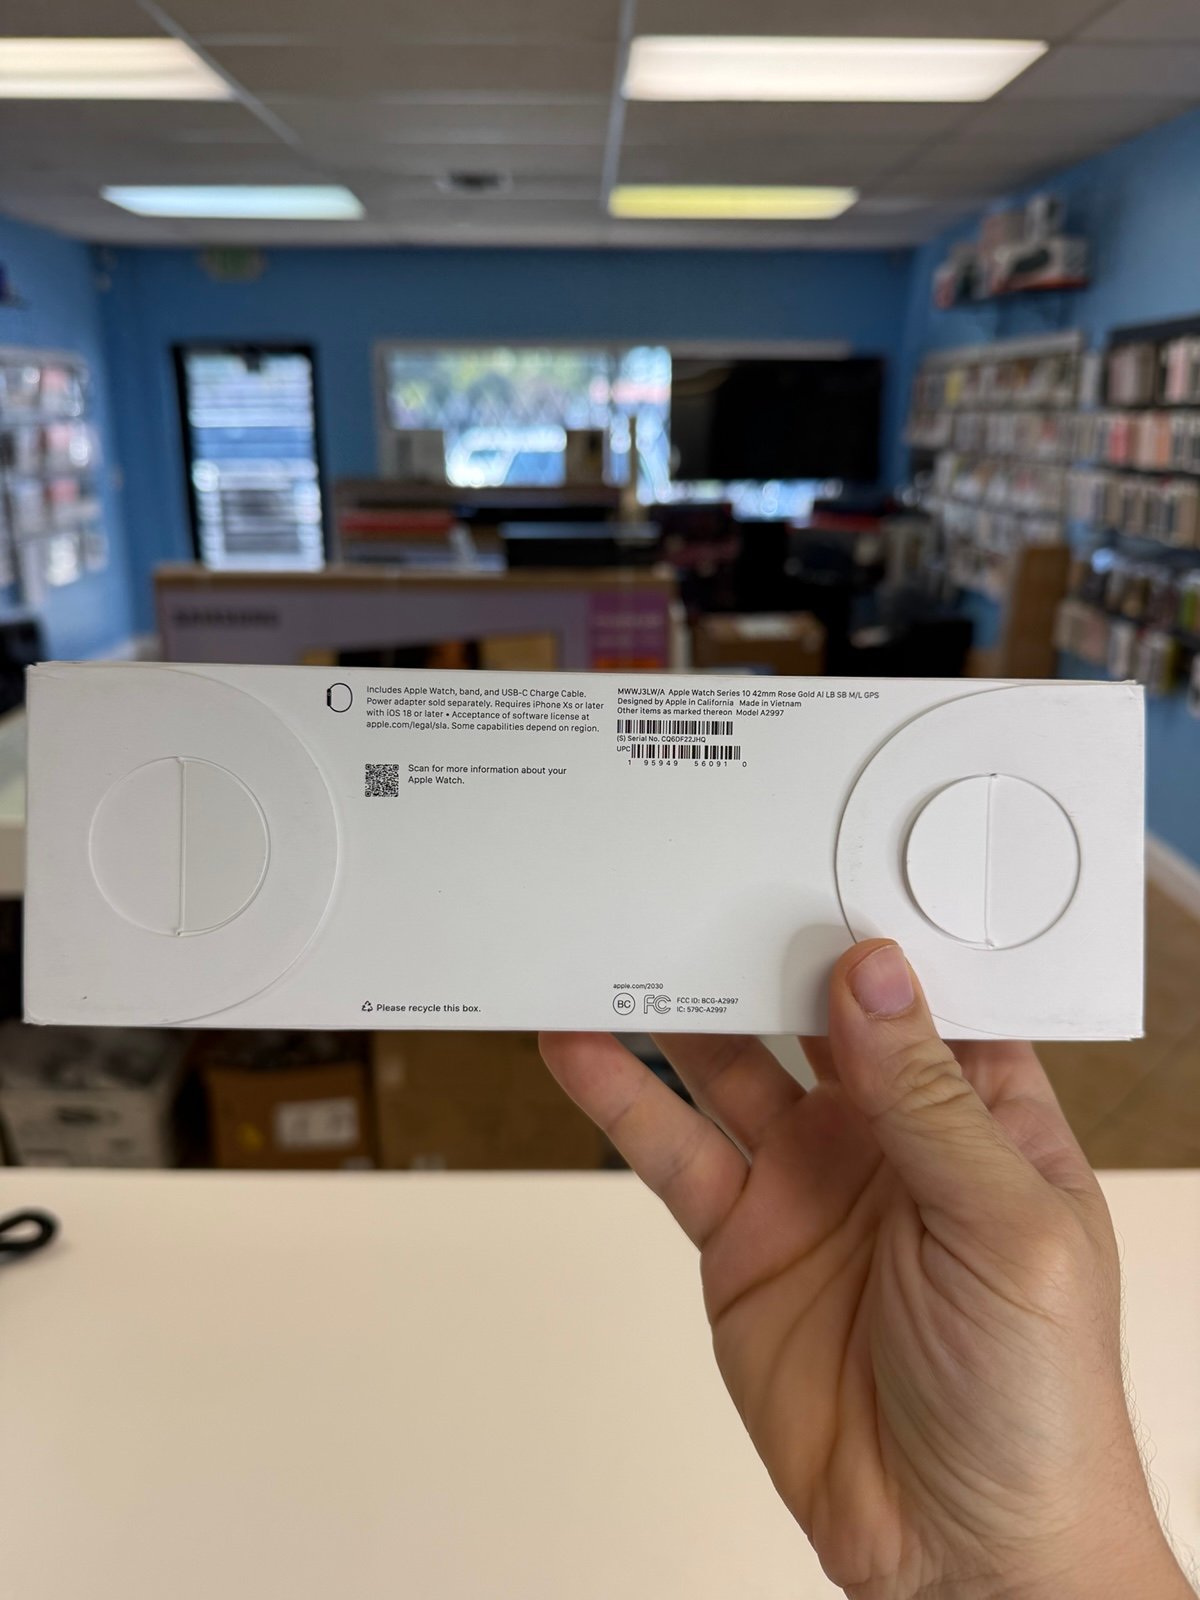 SAMSUNG
Includes Apple Watch, band, and USB-C Charge Cable.
Power adapter sold separately. Requires iPhone Xs or later
with iOS 18 or later • Acceptance of software license at
apple.com/legal/sla. Some capabilities depend on region.
Scan for more information about your
Apple Watch.
MWWJ3LW/A Apple Watch Series 10 42mm Rose Gold Al LB SB M/L GPS
Designed by Apple in California Made in Vietnam
Other items as marked thereon Model A2997
(S) Serial No. CQ6DF22JHQ
UPC
1 95949 56091 0
Please recycle this box.
apple.com/2030
BC FC FCC ID: BCG-A2997
IC: 579C-A2997